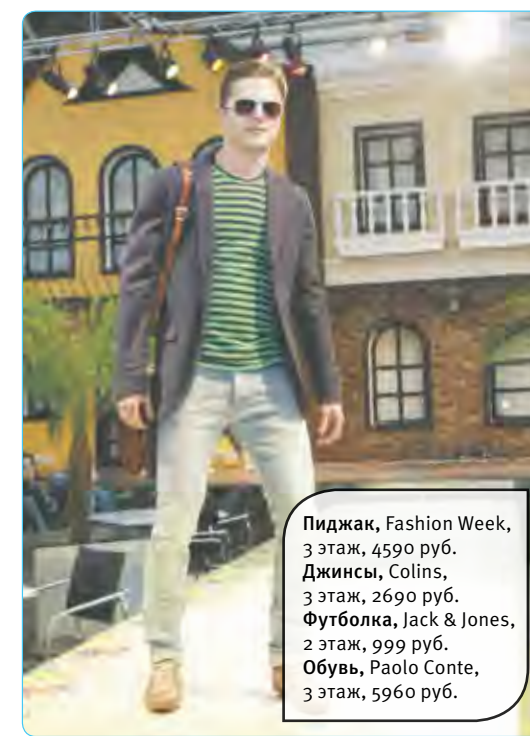 Пиджак, Fashion Week,
3 этаж, 4590 руб.
Джинсы, Colins,
3 этаж, 2690 руб.
Футболка, Jack & Jones,
2 этаж, 999 руб.
Обувь, Paolo Conte,
3 этаж, 5960 руб.